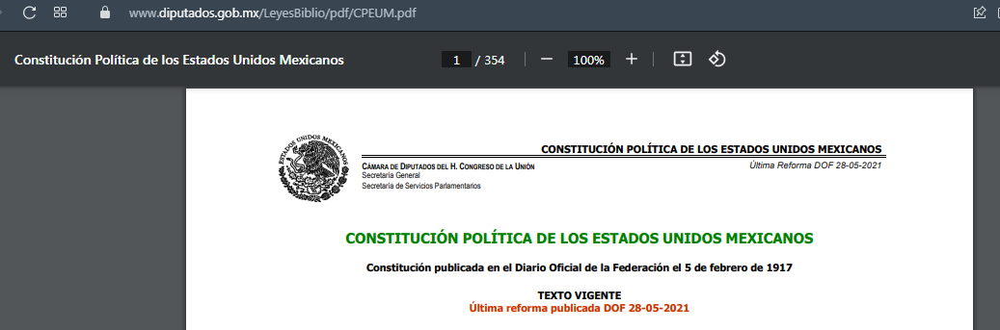 www.diputados.gob.mx/LeyesBiblio/pdf/CPEUM.pdf
Constitución Política de los Estados Unidos Mexicanos 1 / 354 — 100% +
ESTADOS UNIDOS MEXICANOS
CONSTITUCIÓN POLÍTICA DE LOS ESTADOS UNIDOS MEXICANOS
CÁMARA DE DIPUTADOS DEL H. CONGRESO DE LA UNIÓN
Última Reforma DOF 28-05-2021
Secretaría General
Secretaría de Servicios Parlamentarios
CONSTITUCIÓN POLÍTICA DE LOS ESTADOS UNIDOS MEXICANOS
Constitución publicada en el Diario Oficial de la Federación el 5 de febrero de 1917
TEXTO VIGENTE
Última reforma publicada DOF 28-05-2021